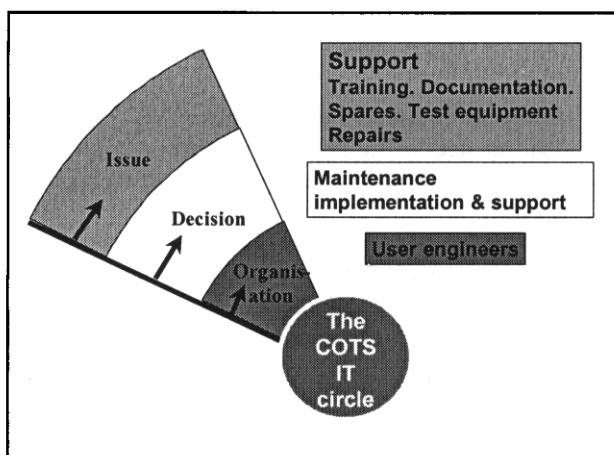 Support
Training. Documentation.
Spares. Test equipment
Repairs
Issue
Maintenance
implementation & support
Decision
User engineers
Organis-
ation
The
COTS
IT
circle